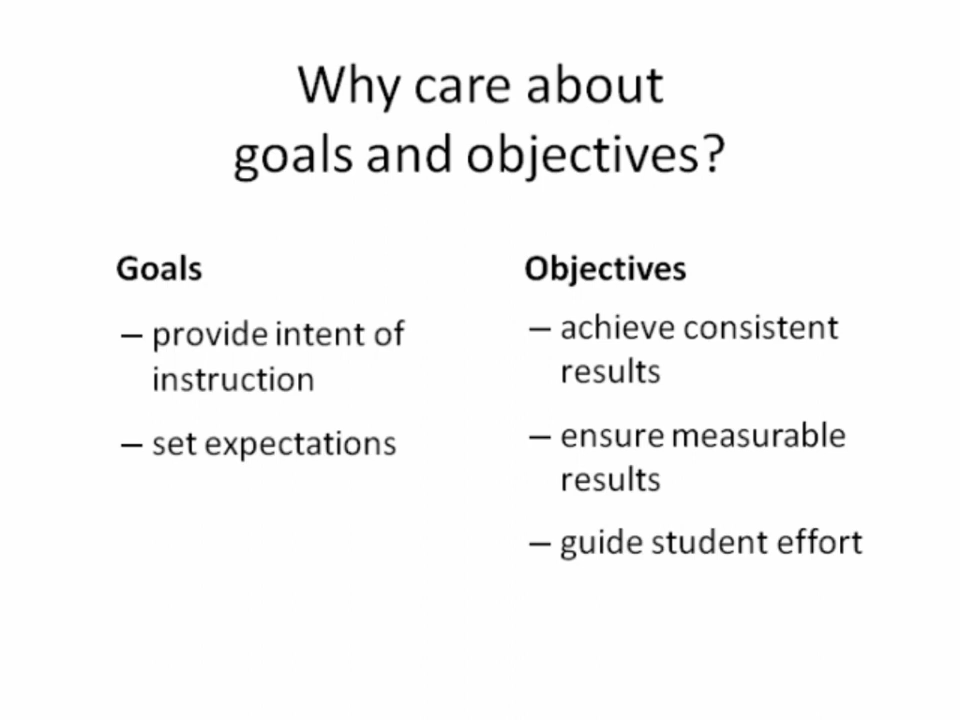 Why care about
goals and objectives?
Goals
– provide intent of
instruction
– set expectations
Objectives
– achieve consistent
results
– ensure measurable
results
– guide student effort